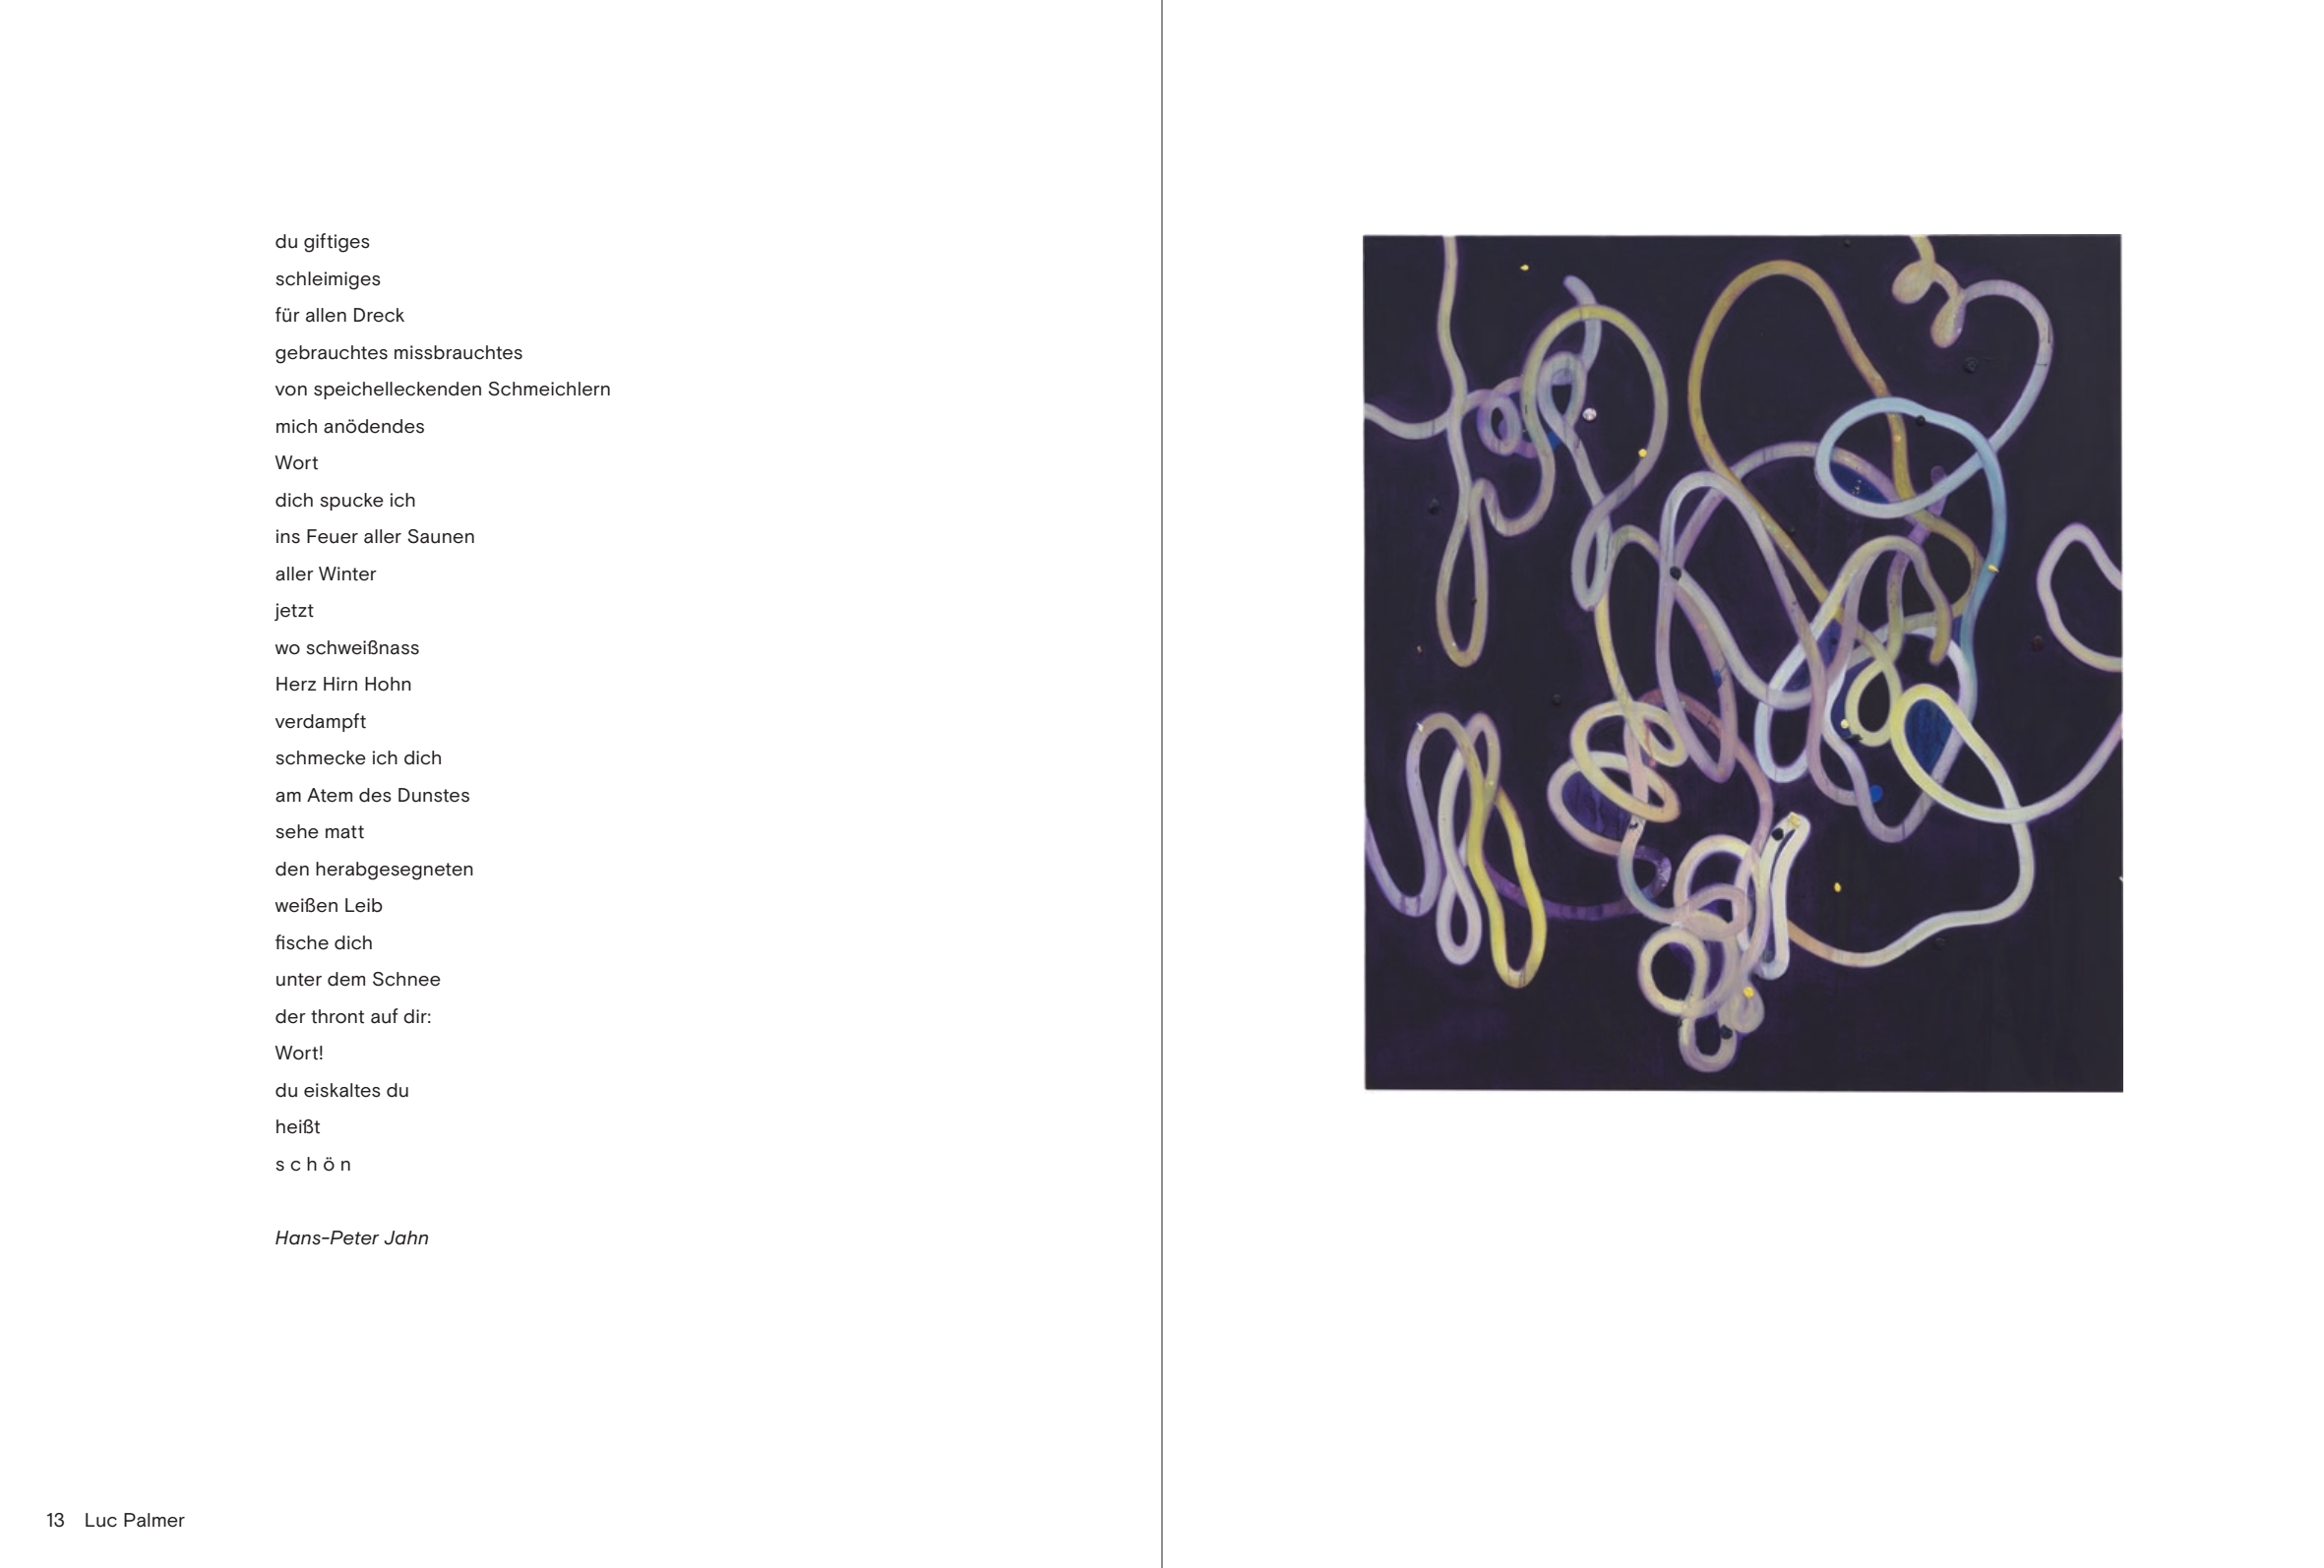 du giftiges
schleimiges
für allen Dreck
gebrauchtes missbrauchtes
von speichelleckenden Schmeichlern
mich anödendes
Wort
dich spucke ich
ins Feuer aller Saunen
aller Winter
jetzt
wo schweißnass
Herz Hirn Hohn
verdampft
schmecke ich dich
am Atem des Dunstes
sehe matt
den herabgesegneten
weißen Leib
fische dich
unter dem Schnee
der thront auf dir:
Wort!
du eiskaltes du
heißt
s c h ö n
Hans-Peter Jahn
13 Luc Palmer